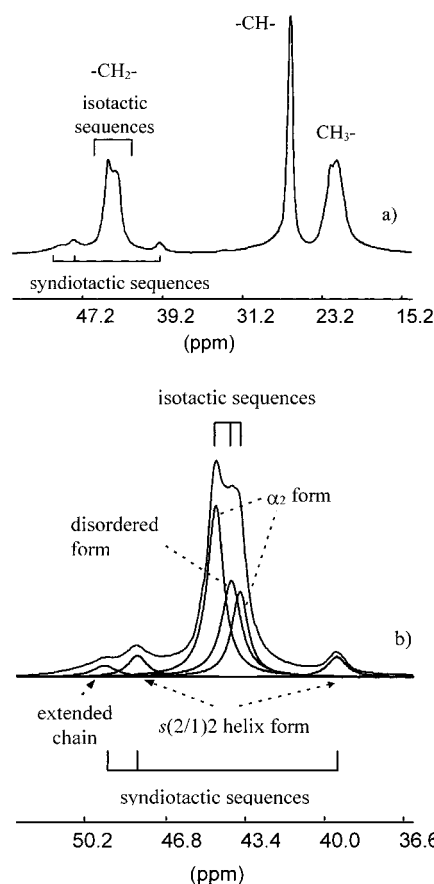 -CH-
-CH₂-
isotactic
sequences
CH₃-
a)
syndiotactic sequences
47.2 39.2 31.2 23.2 15.2
(ppm)
isotactic sequences
α₂ form
disordered
form
b)
extended
chain
s(2/1)2 helix form
syndiotactic sequences
50.2 46.8 43.4 40.0 36.6
(ppm)